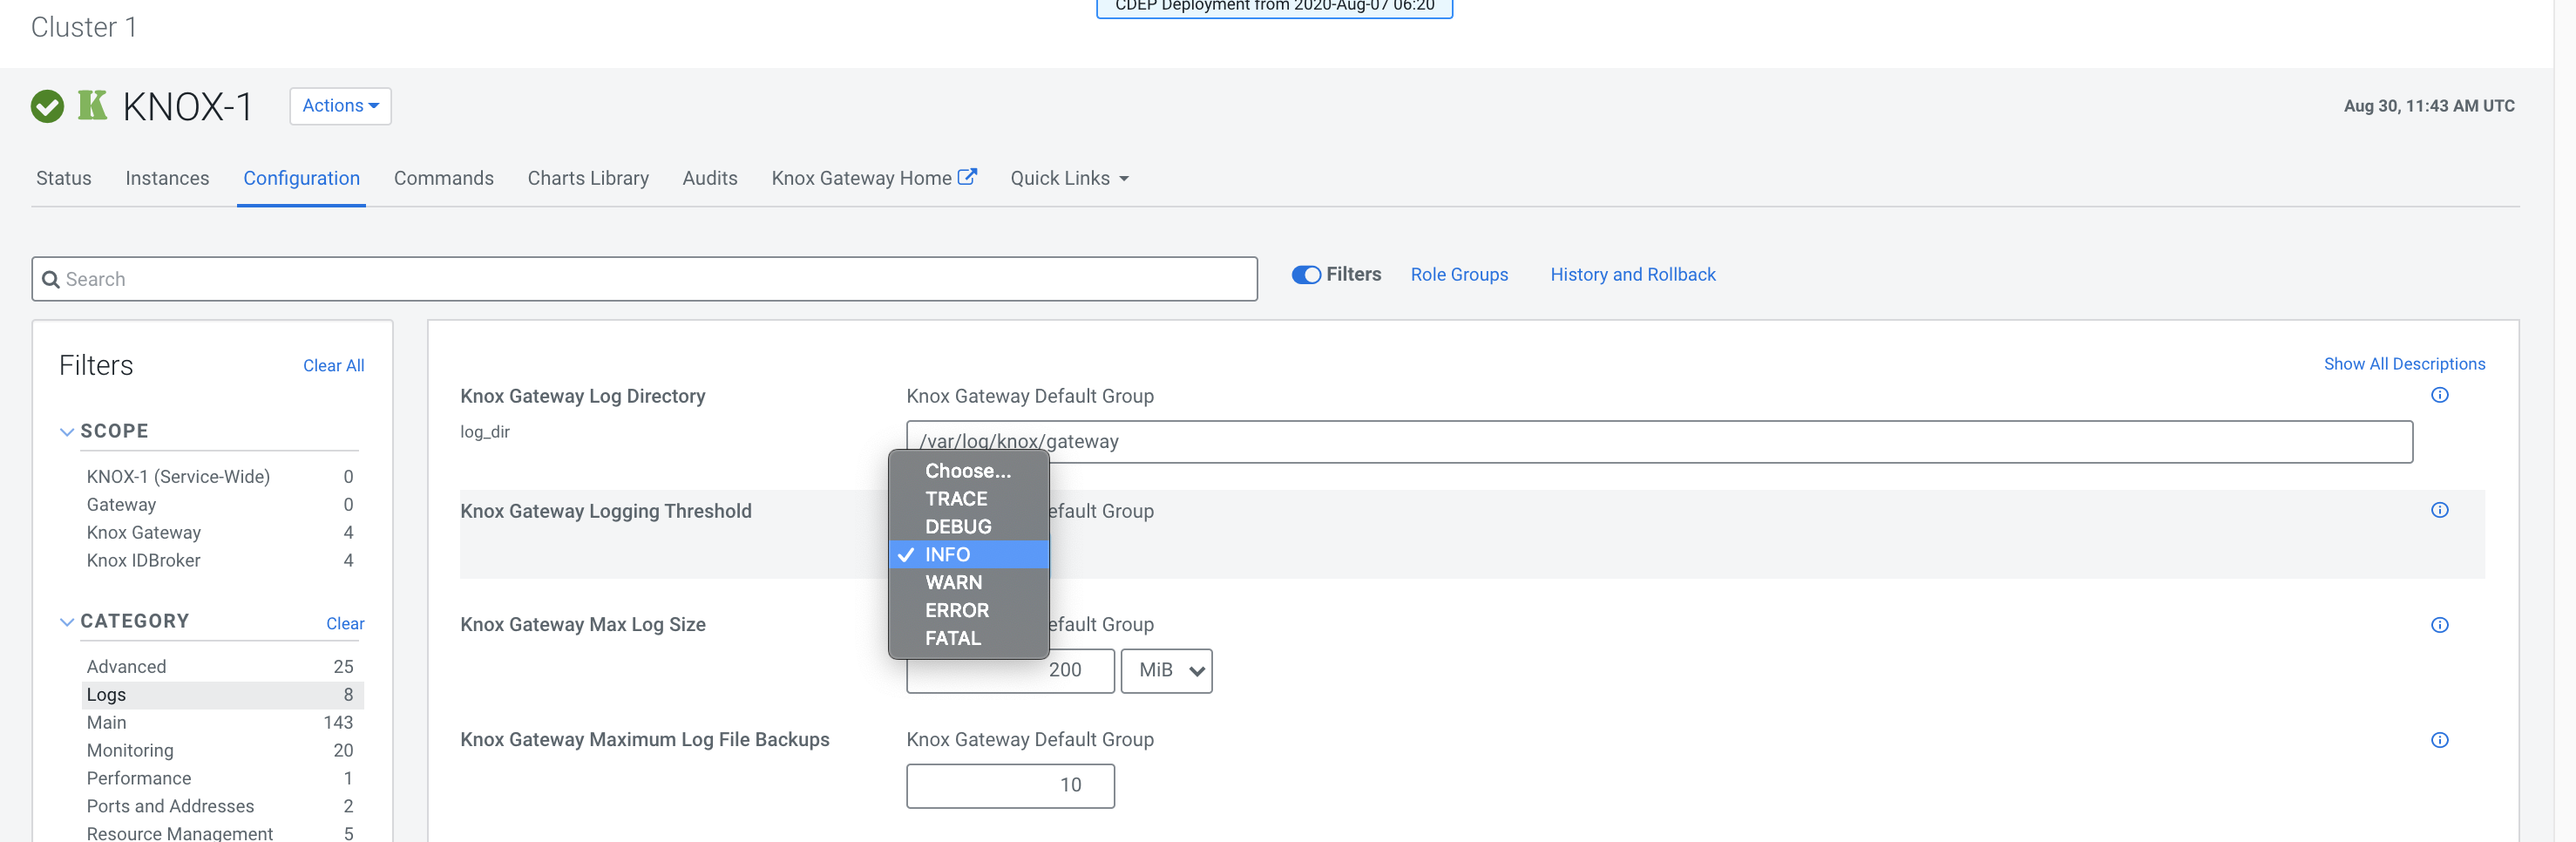 CDEP Deployment from 2020-Aug-07 06:20
Cluster 1
K KNOX-1 Actions Aug 30, 11:43 AM UTC
Status Instances Configuration Commands Charts Library Audits Knox Gateway Home Quick Links
Search Filters Role Groups History and Rollback
Filters Clear All
SCOPE
KNOX-1 (Service-Wide) 0
Gateway 0
Knox Gateway 4
Knox IDBroker 4
CATEGORY Clear
Advanced 25
Logs 8
Main 143
Monitoring 20
Performance 1
Ports and Addresses 2
Resource Management 5
Show All Descriptions
Knox Gateway Log Directory Knox Gateway Default Group
log_dir /var/log/knox/gateway
Knox Gateway Logging Threshold efault Group
Choose...
TRACE
DEBUG
INFO
WARN
ERROR
FATAL
Knox Gateway Max Log Size efault Group
200 MiB
Knox Gateway Maximum Log File Backups Knox Gateway Default Group
10